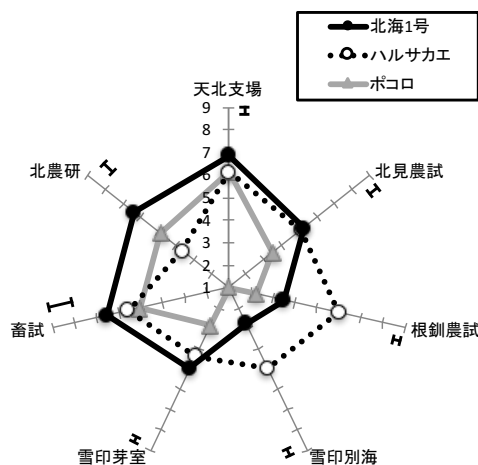 北海1号
ハルサカエ
ポコロ
天北支場
9
8
7
6
5
4
3
2
1
北農研
北見農試
畜試
根釧農試
雪印芽室
雪印別海